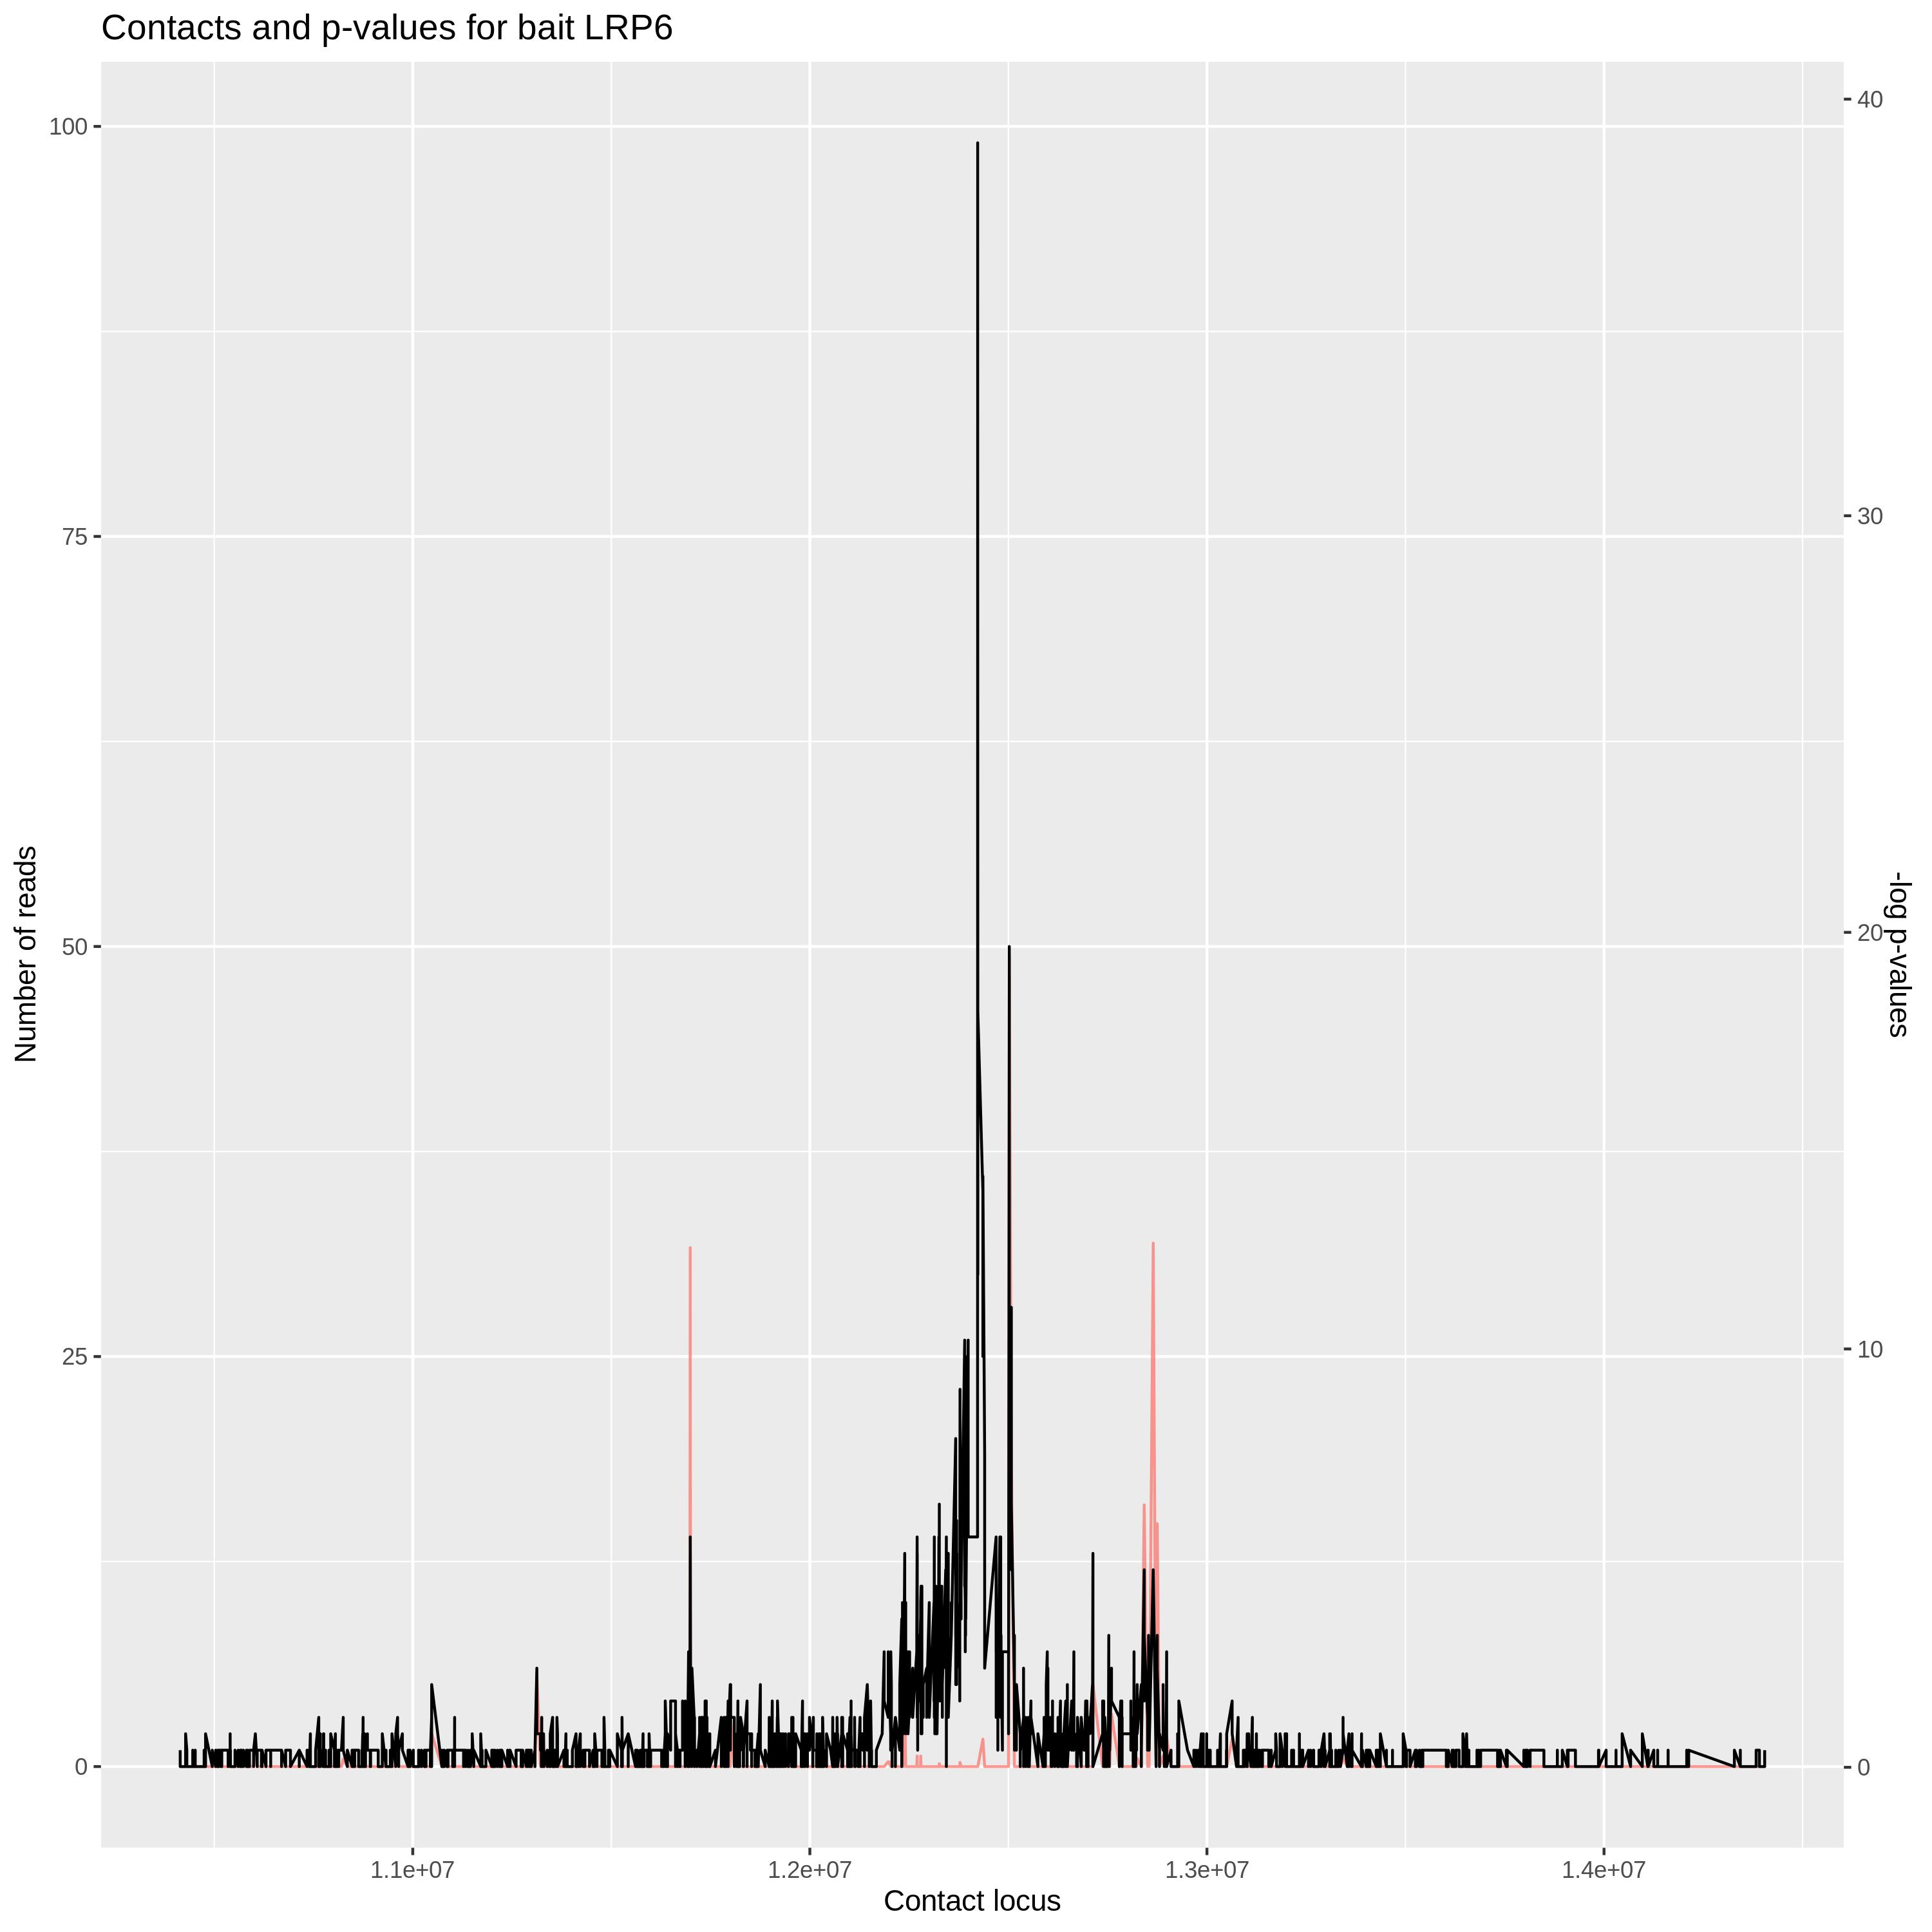 Contacts and p-values for bait LRP6
100
75
50
25
0
40
30
20
10
0
Number of reads
-log p-values
1.1e+07 1.2e+07 1.3e+07 1.4e+07
Contact locus